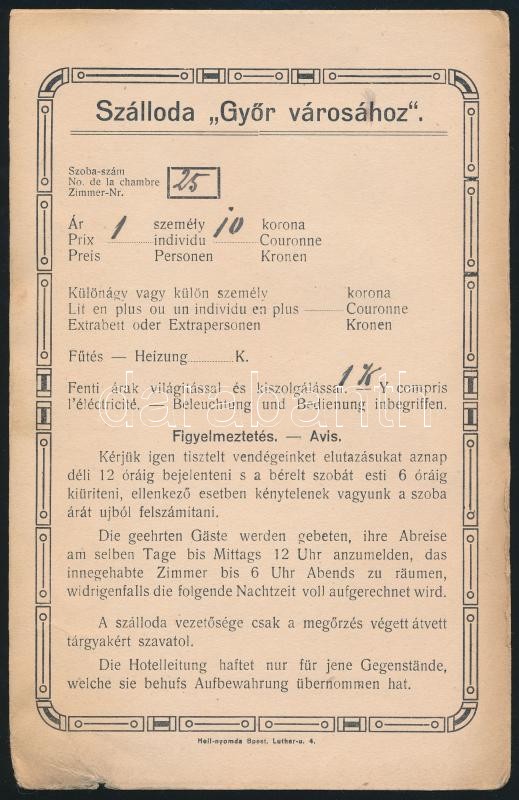 Szálloda „Győr városához“.
Szoba-szám
No. de la chambre 25
Zimmer-Nr.
Ár 1 személy 10 korona
Prix individu Couronne
Preis Personen Kronen
Különágy vagy külön személy korona
Lit en plus ou un individu en plus Couronne
Extrabett oder Extrapersonen Kronen
Fűtés — Heizung K.
1 K
Fenti árak világitással és kiszolgálással. — Y compris
l'éléctricité. — Beleuchtung und Bedienung inbegriffen.
darabanth
Figyelmeztetés. — Avis.
Kérjük igen tisztelt vendégeinket elutazásukat aznap
déli 12 óráig bejelenteni s a bérelt szobát esti 6 óráig
kiüriteni, ellenkező esetben kénytelenek vagyunk a szoba
árát ujból felszámitani.
Die geehrten Gäste werden gebeten, ihre Abreise
am selben Tage bis Mittags 12 Uhr anzumelden, das
innegehabte Zimmer bis 6 Uhr Abends zu räumen,
widrigenfalls die folgende Nachtzeit voll aufgerechnet wird.
A szálloda vezetősége csak a megőrzés végett átvett
tárgyakért szavatol.
Die Hotelleitung haftet nur für jene Gegenstände,
welche sie behufs Aufbewahrung übernommen hat.
Hell-nyomda Bpest, Luther-u. 4.